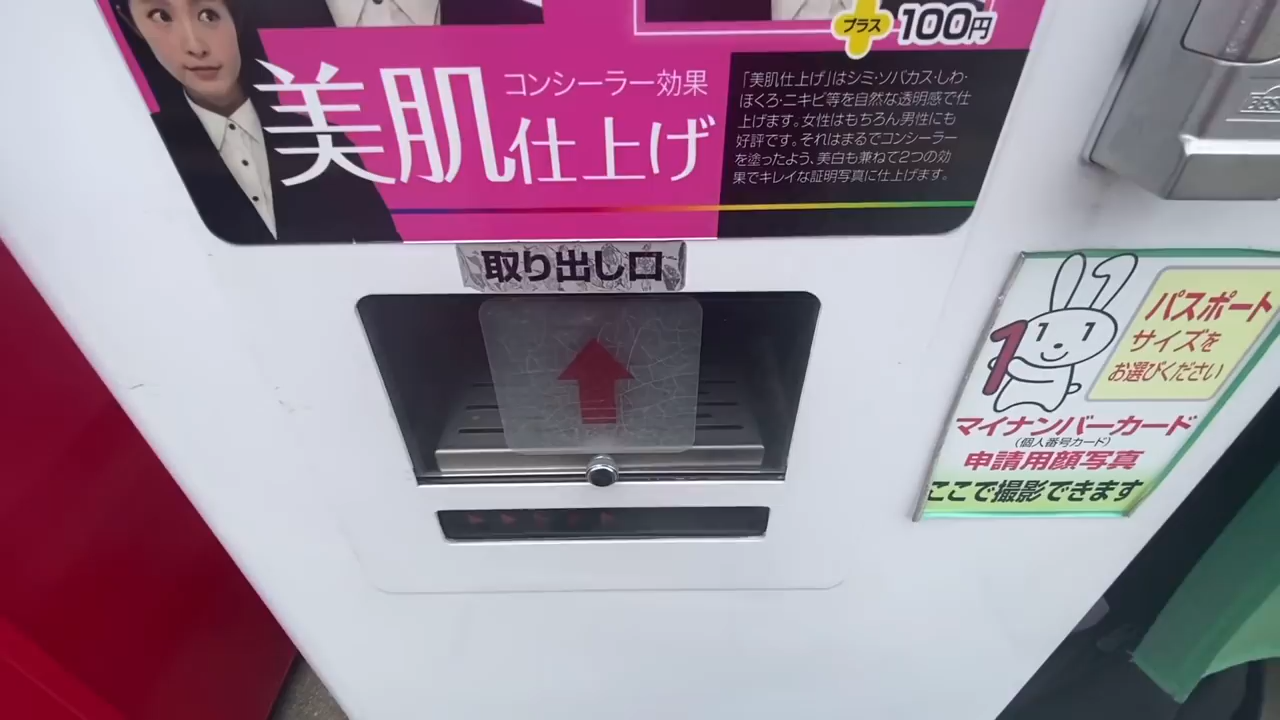 プラス 100円
美肌 コンシーラー効果
仕上げ
「美肌仕上げ」はシミ・ソバカス・しわ・
ほくろ・ニキビ等を自然な透明感で仕
上げます。女性はもちろん男性にも
好評です。それはまるでコンシーラー
を塗ったよう、美白も兼ねて2つの効
果でキレイな証明写真に仕上げます。
取り出し口
パスポート
サイズを
お選びください
マイナンバーカード
(個人番号カード)
申請用顔写真
ここで撮影できます